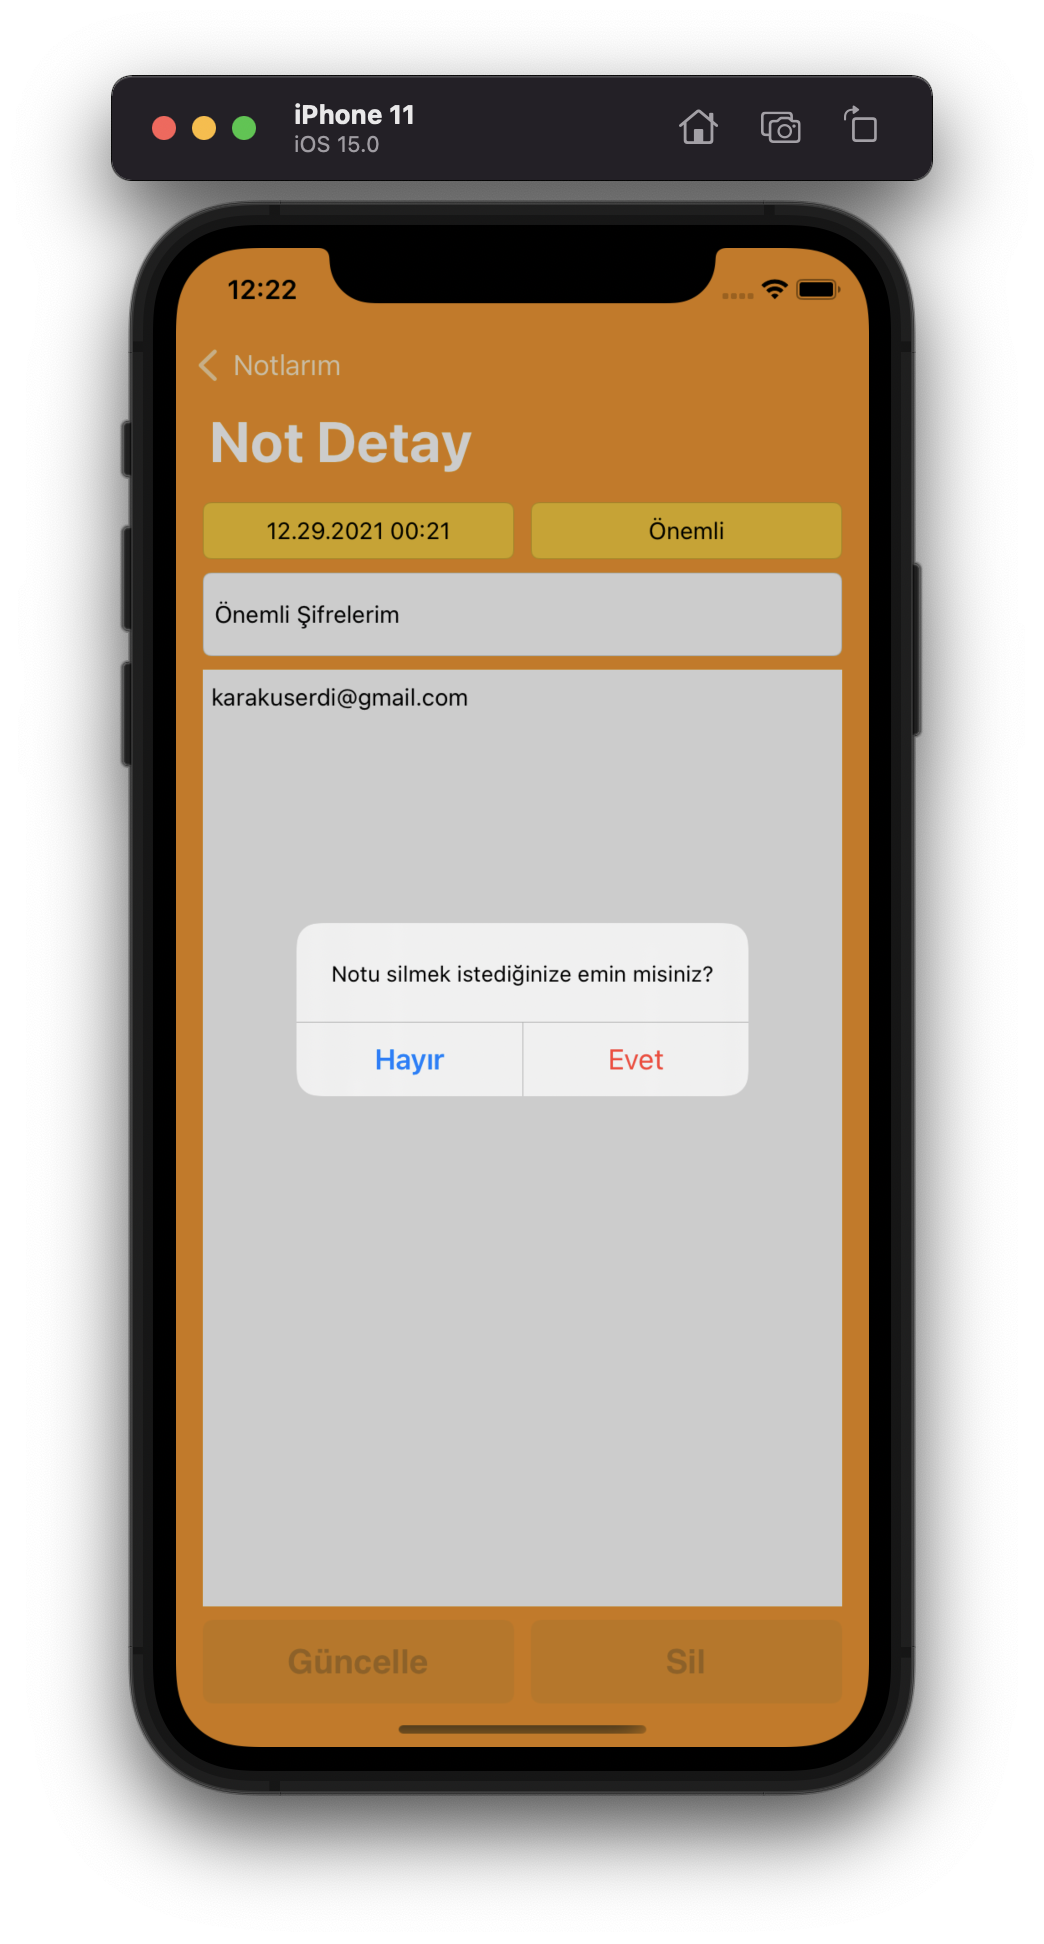 iPhone 11
iOS 15.0
12:22
Notlarım
Not Detay
12.29.2021 00:21
Önemli
Önemli Şifrelerim
karakuserdi@gmail.com
Notu silmek istediğinize emin misiniz?
Hayır
Evet
Güncelle
Sil